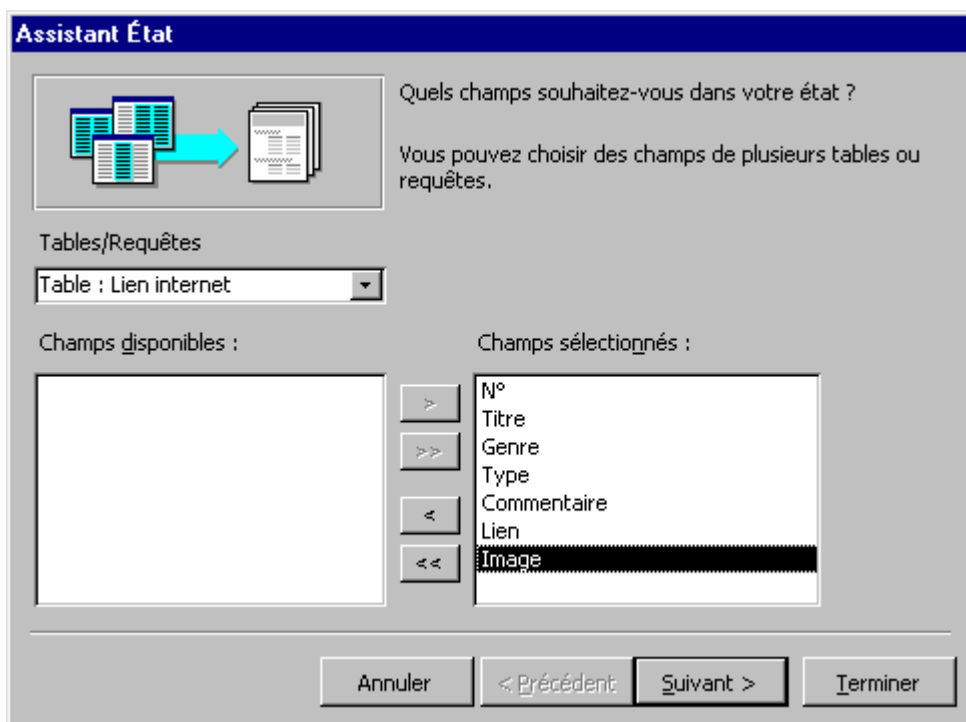 Assistant État
Quels champs souhaitez-vous dans votre état ?
Vous pouvez choisir des champs de plusieurs tables ou
requêtes.
Tables/Requêtes
Table : Lien internet
Champs disponibles :
Champs sélectionnés :
>
>>
<
<<
N°
Titre
Genre
Type
Commentaire
Lien
Image
Annuler
< Précédent
Suivant >
Terminer